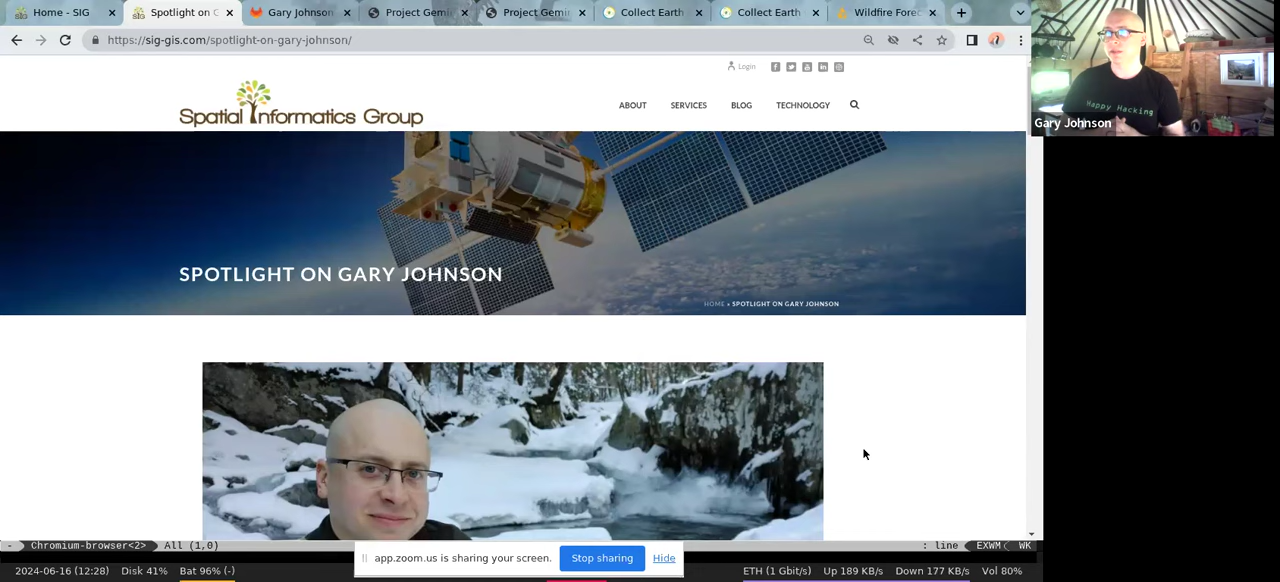 Home - SIG
Spotlight on G
Gary Johnson
Project Gemi
Project Gemin
Collect Earth
Collect Earth
Wildfire Forec
https://sig-gis.com/spotlight-on-gary-johnson/
Login
Spatial Informatics Group
ABOUT
SERVICES
BLOG
TECHNOLOGY
SPOTLIGHT ON GARY JOHNSON
HOME » SPOTLIGHT ON GARY JOHNSON
Happy Hacking
Gary Johnson
- Chromium-browser<2> All (1,0)
: line EXWM WK
app.zoom.us is sharing your screen.
Stop sharing
Hide
2024-06-16 (12:28) Disk 41% Bat 96% (-)
ETH (1 Gbit/s) Up 189 KB/s Down 177 KB/s Vol 80%